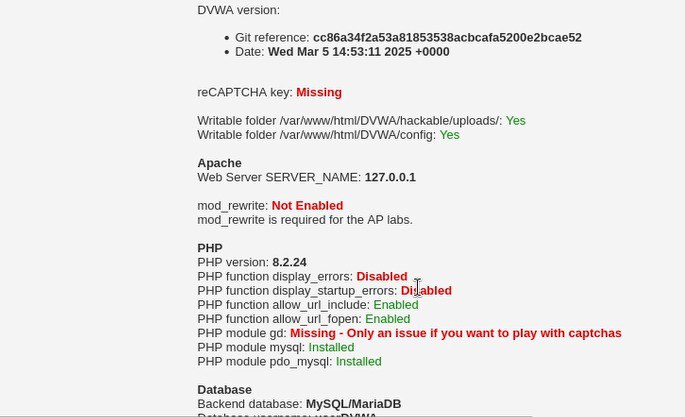 DVWA version:
Git reference: cc86a34f2a53a81853538acbcafa5200e2bcae52
Date: Wed Mar 5 14:53:11 2025 +0000
reCAPTCHA key: Missing
Writable folder /var/www/html/DVWA/hackable/uploads/: Yes
Writable folder /var/www/html/DVWA/config: Yes
Apache
Web Server SERVER_NAME: 127.0.0.1
mod_rewrite: Not Enabled
mod_rewrite is required for the AP labs.
PHP
PHP version: 8.2.24
PHP function display_errors: Disabled
PHP function display_startup_errors: Disabled
PHP function allow_url_include: Enabled
PHP function allow_url_fopen: Enabled
PHP module gd: Missing - Only an issue if you want to play with captchas
PHP module mysql: Installed
PHP module pdo_mysql: Installed
Database
Backend database: MySQL/MariaDB
Database username: userDVWA